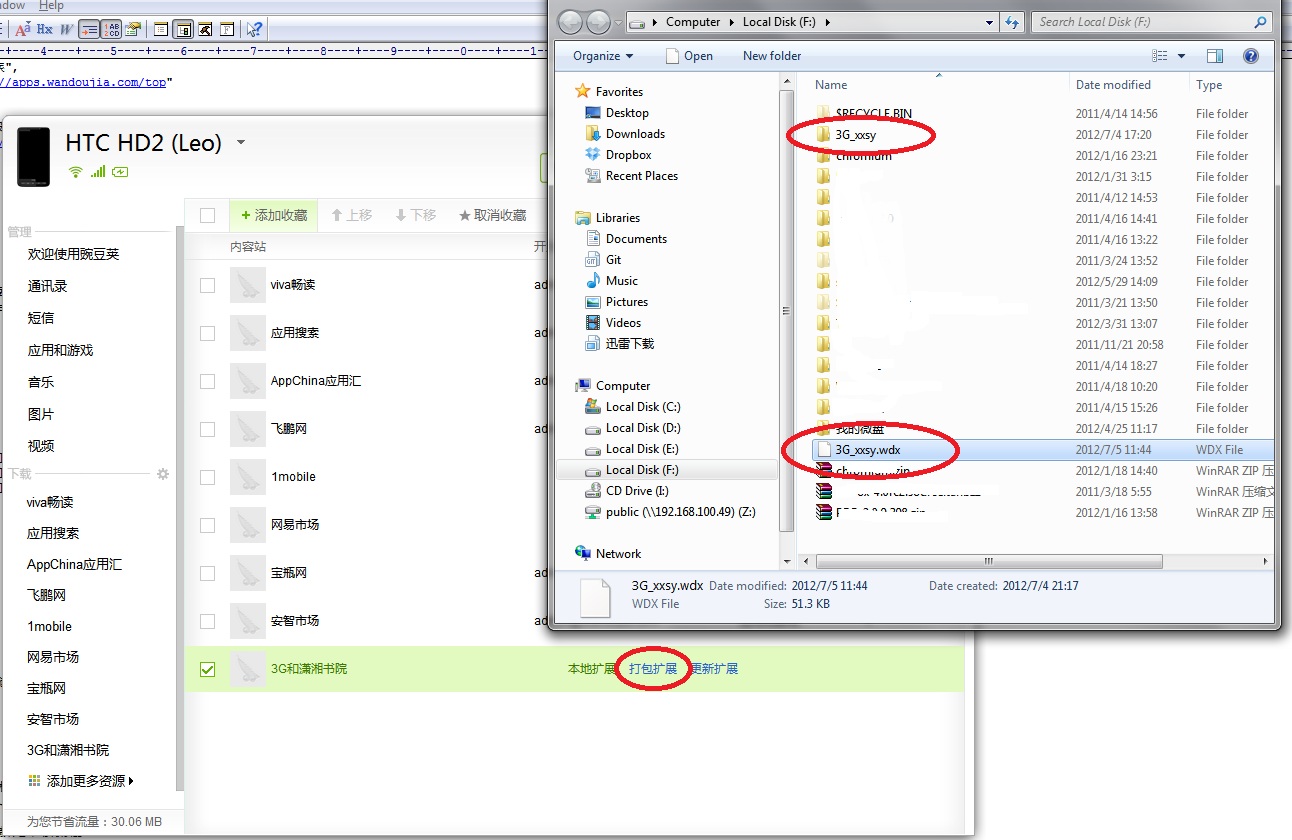 ndow Help
Hx W
4 5 6 7 8 9 0 1
表",
//apps.wandoujia.com/top"
HTC HD2 (Leo)
管理
欢迎使用豌豆荚
通讯录
短信
应用和游戏
音乐
图片
视频
下载
viva畅读
应用搜索
AppChina应用汇
飞鹏网
1mobile
网易市场
宝瓶网
安智市场
3G和潇湘书院
添加更多资源
为您节省流量：30.06 MB
+ 添加收藏 上移 下移 取消收藏
内容站 开
viva畅读 ad
应用搜索 ad
AppChina应用汇 ad
飞鹏网 ad
1mobile
网易市场
宝瓶网 ad
安智市场 ad
3G和潇湘书院 本地扩展 打包扩展 更新扩展
Computer Local Disk (F:)
Search Local Disk (F:)
Organize Open New folder
Favorites
Desktop
Downloads
Dropbox
Recent Places
Libraries
Documents
Git
Music
Pictures
Videos
迅雷下载
Computer
Local Disk (C:)
Local Disk (D:)
Local Disk (E:)
Local Disk (F:)
CD Drive (I:)
public (\\192.168.100.49) (Z:)
Network
Name Date modified Type
$RECYCLE.BIN 2011/4/14 14:56 File folder
3G_xxsy 2012/7/4 17:20 File folder
chromium 2012/1/16 23:21 File folder
2012/1/31 3:15 File folder
2011/4/12 14:53 File folder
2011/4/16 14:41 File folder
2011/4/16 13:22 File folder
2011/3/24 13:52 File folder
2012/5/29 14:09 File folder
2011/3/21 13:50 File folder
2012/3/31 13:07 File folder
2011/11/21 20:58 File folder
2011/4/14 18:27 File folder
2011/4/18 10:20 File folder
2011/4/15 15:26 File folder
我的微盘 2012/4/25 11:17 File folder
3G_xxsy.wdx 2012/7/5 11:44 WDX File
chromium.zip 2012/1/18 14:40 WinRAR ZIP 压
2011/3/18 5:55 WinRAR 压缩文
2012/1/16 13:58 WinRAR ZIP 压
3G_xxsy.wdx Date modified: 2012/7/5 11:44 Date created: 2012/7/4 21:17
WDX File Size: 51.3 KB